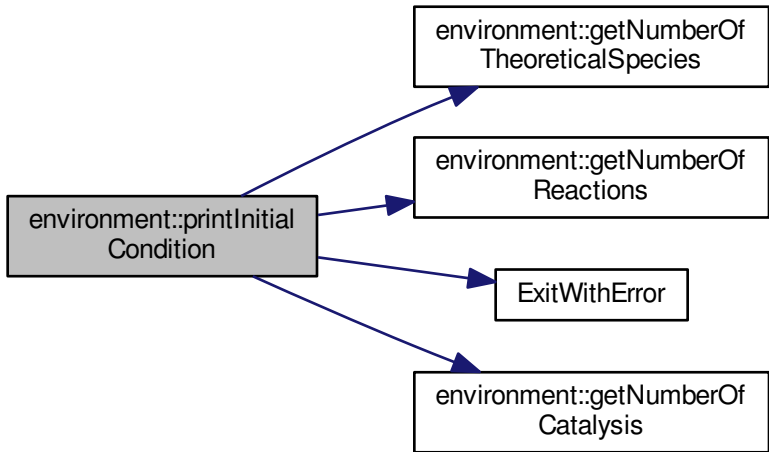 environment::getNumberOf
TheoreticalSpecies
environment::getNumberOf
Reactions
environment::printInitial
Condition
ExitWithError
environment::getNumberOf
Catalysis